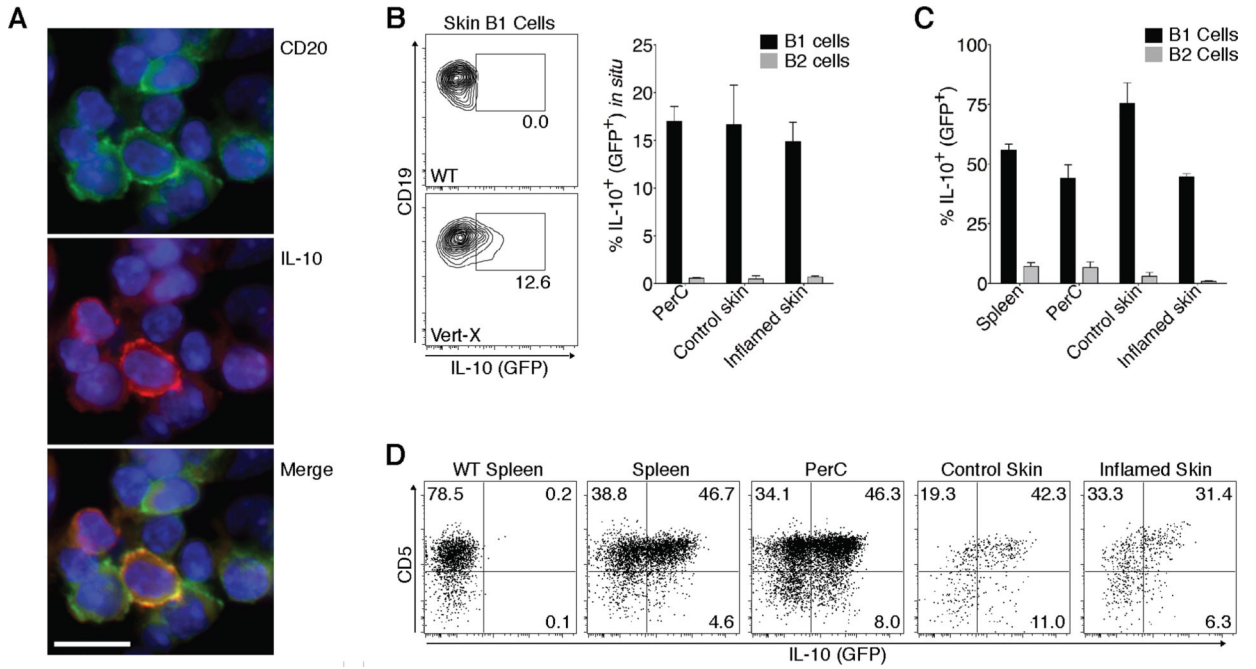 A
CD20
IL-10
Merge
B
Skin B1 Cells
0.0
WT
12.6
Vert-X
CD19
IL-10 (GFP)
B1 cells
B2 cells
% IL-10+ (GFP+) in situ
25
20
15
10
5
0
PerC
Control skin
Inflamed skin
C
B1 Cells
B2 Cells
% IL-10+ (GFP+)
100
75
50
25
0
Spleen
PerC
Control skin
Inflamed skin
D
WT Spleen
Spleen
PerC
Control Skin
Inflamed Skin
78.5 0.2
38.8 46.7
34.1 46.3
19.3 42.3
33.3 31.4
CD5
0.1
4.6
8.0
11.0
6.3
IL-10 (GFP)